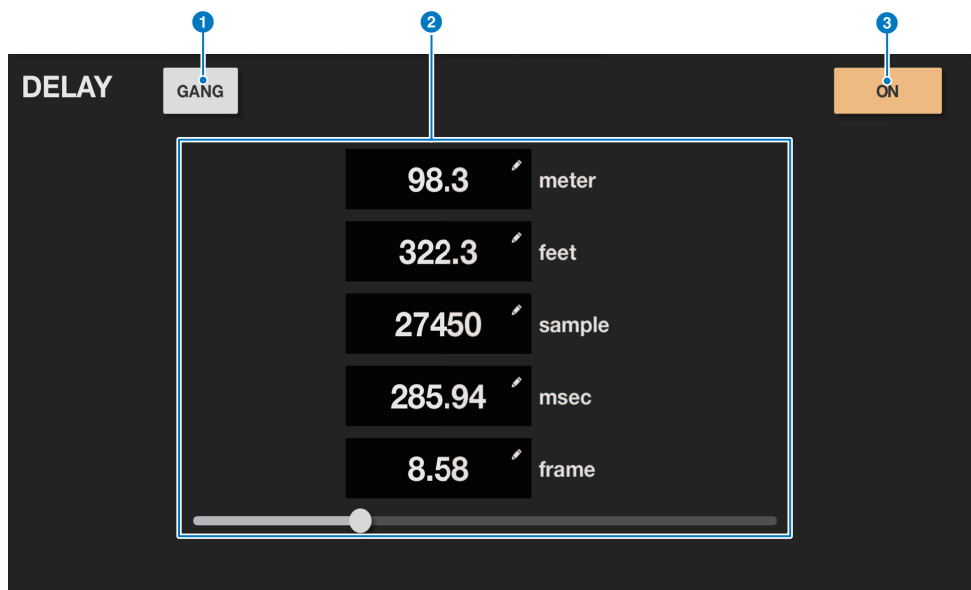 1 2 3
DELAY GANG ON
98.3 meter
322.3 feet
27450 sample
285.94 msec
8.58 frame